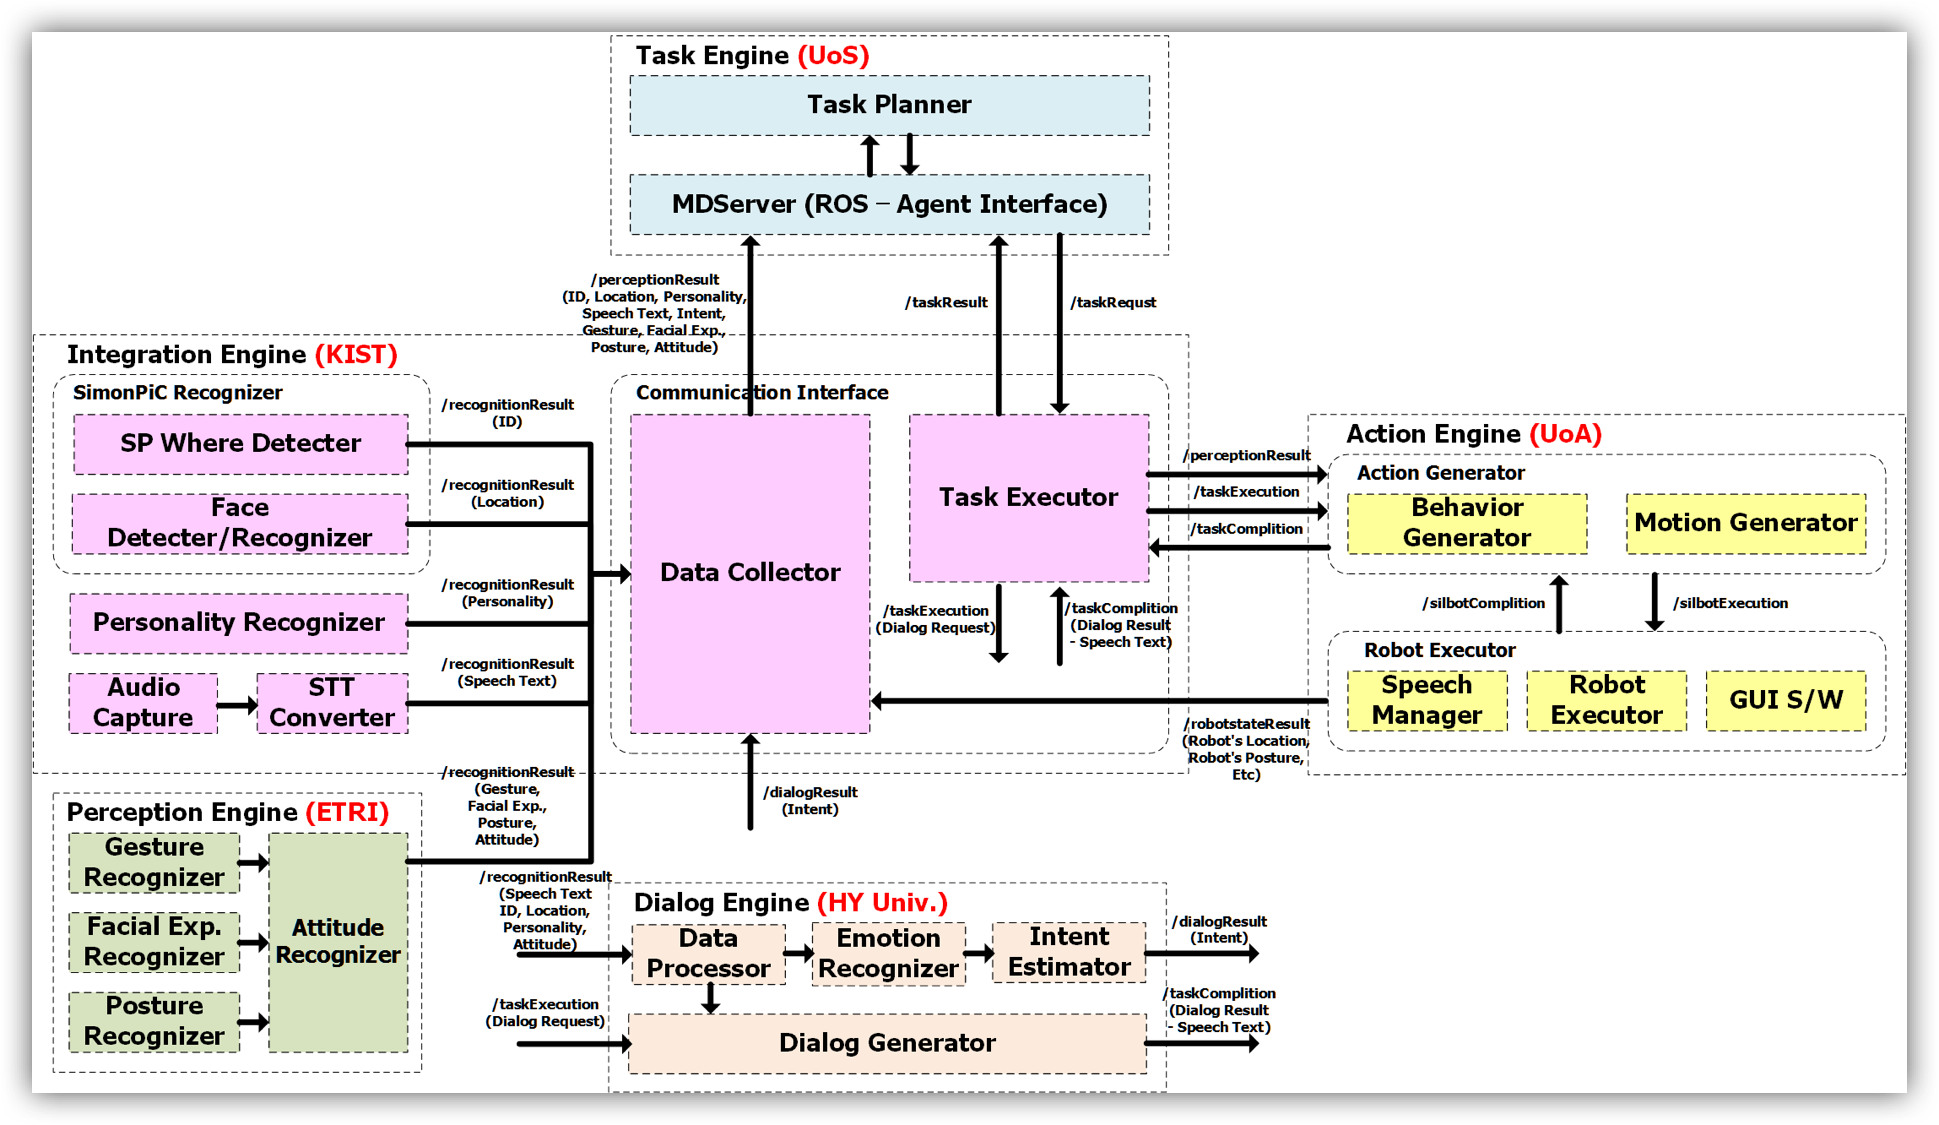 Task Engine (UoS)
Task Planner
MDServer (ROS – Agent Interface)
/perceptionResult
(ID, Location, Personality,
Speech Text, Intent,
Gesture, Facial Exp.,
Posture, Attitude)
/taskResult
/taskRequst
Integration Engine (KIST)
SimonPiC Recognizer
SP Where Detecter
Face
Detecter/Recognizer
Personality Recognizer
Audio
Capture
STT
Converter
/recognitionResult
(ID)
/recognitionResult
(Location)
/recognitionResult
(Personality)
/recognitionResult
(Speech Text)
/recognitionResult
(Gesture,
Facial Exp.,
Posture,
Attitude)
Communication Interface
Data Collector
Task Executor
/taskExecution
(Dialog Request)
/taskComplition
(Dialog Result
- Speech Text)
/perceptionResult
/taskExecution
/taskComplition
/robotstateResult
(Robot's Location,
Robot's Posture,
Etc)
/dialogResult
(Intent)
Action Engine (UoA)
Action Generator
Behavior
Generator
Motion Generator
/silbotComplition
/silbotExecution
Robot Executor
Speech
Manager
Robot
Executor
GUI S/W
Perception Engine (ETRI)
Gesture
Recognizer
Facial Exp.
Recognizer
Posture
Recognizer
Attitude
Recognizer
/recognitionResult
(Speech Text
ID, Location,
Personality,
Attitude)
/taskExecution
(Dialog Request)
Dialog Engine (HY Univ.)
Data
Processor
Emotion
Recognizer
Intent
Estimator
Dialog Generator
/dialogResult
(Intent)
/taskComplition
(Dialog Result
- Speech Text)